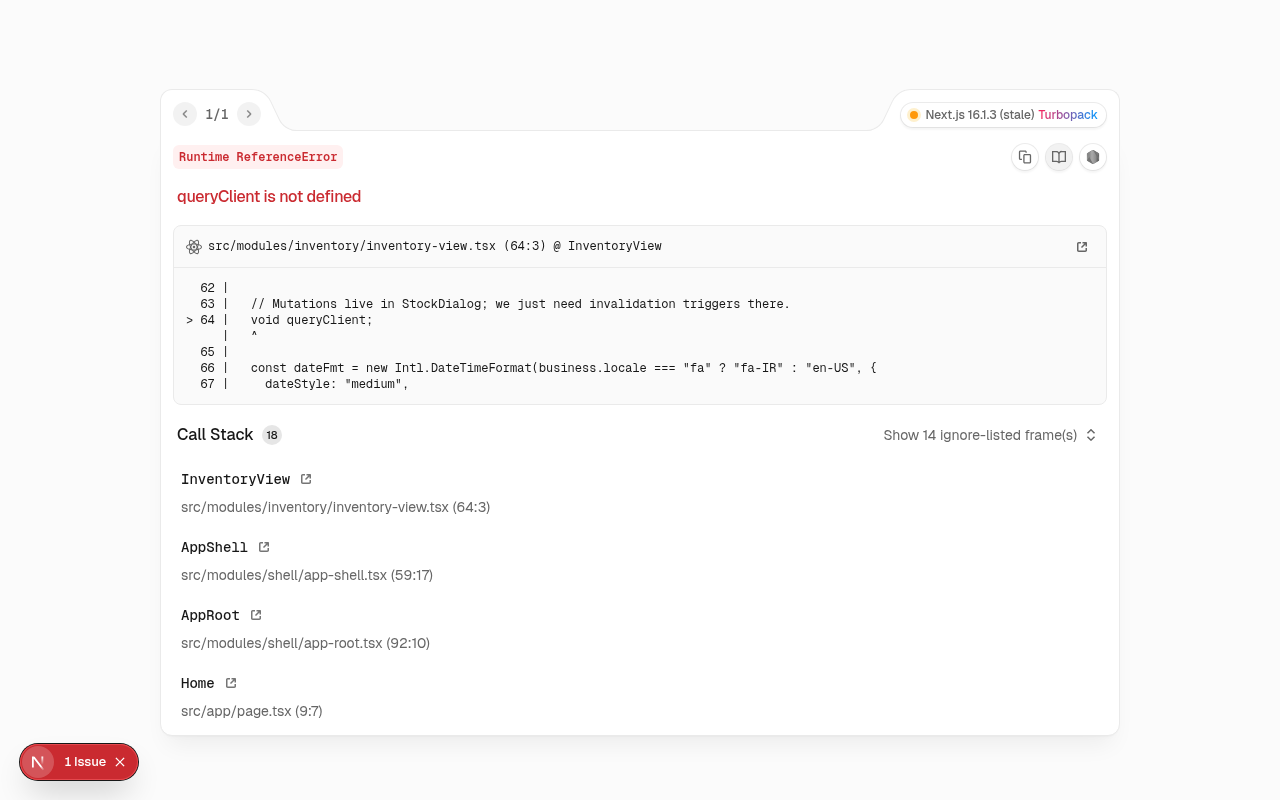 1/1
Next.js 16.1.3 (stale) Turbopack
Runtime ReferenceError
queryClient is not defined
src/modules/inventory/inventory-view.tsx (64:3) @ InventoryView
62 |
63 |   // Mutations live in StockDialog; we just need invalidation triggers there.
> 64 |   void queryClient;
|   ^
65 |
66 |   const dateFmt = new Intl.DateTimeFormat(business.locale === "fa" ? "fa-IR" : "en-US", {
67 |     dateStyle: "medium",
Call Stack 18
Show 14 ignore-listed frame(s)
InventoryView
src/modules/inventory/inventory-view.tsx (64:3)
AppShell
src/modules/shell/app-shell.tsx (59:17)
AppRoot
src/modules/shell/app-root.tsx (92:10)
Home
src/app/page.tsx (9:7)
N 1 Issue